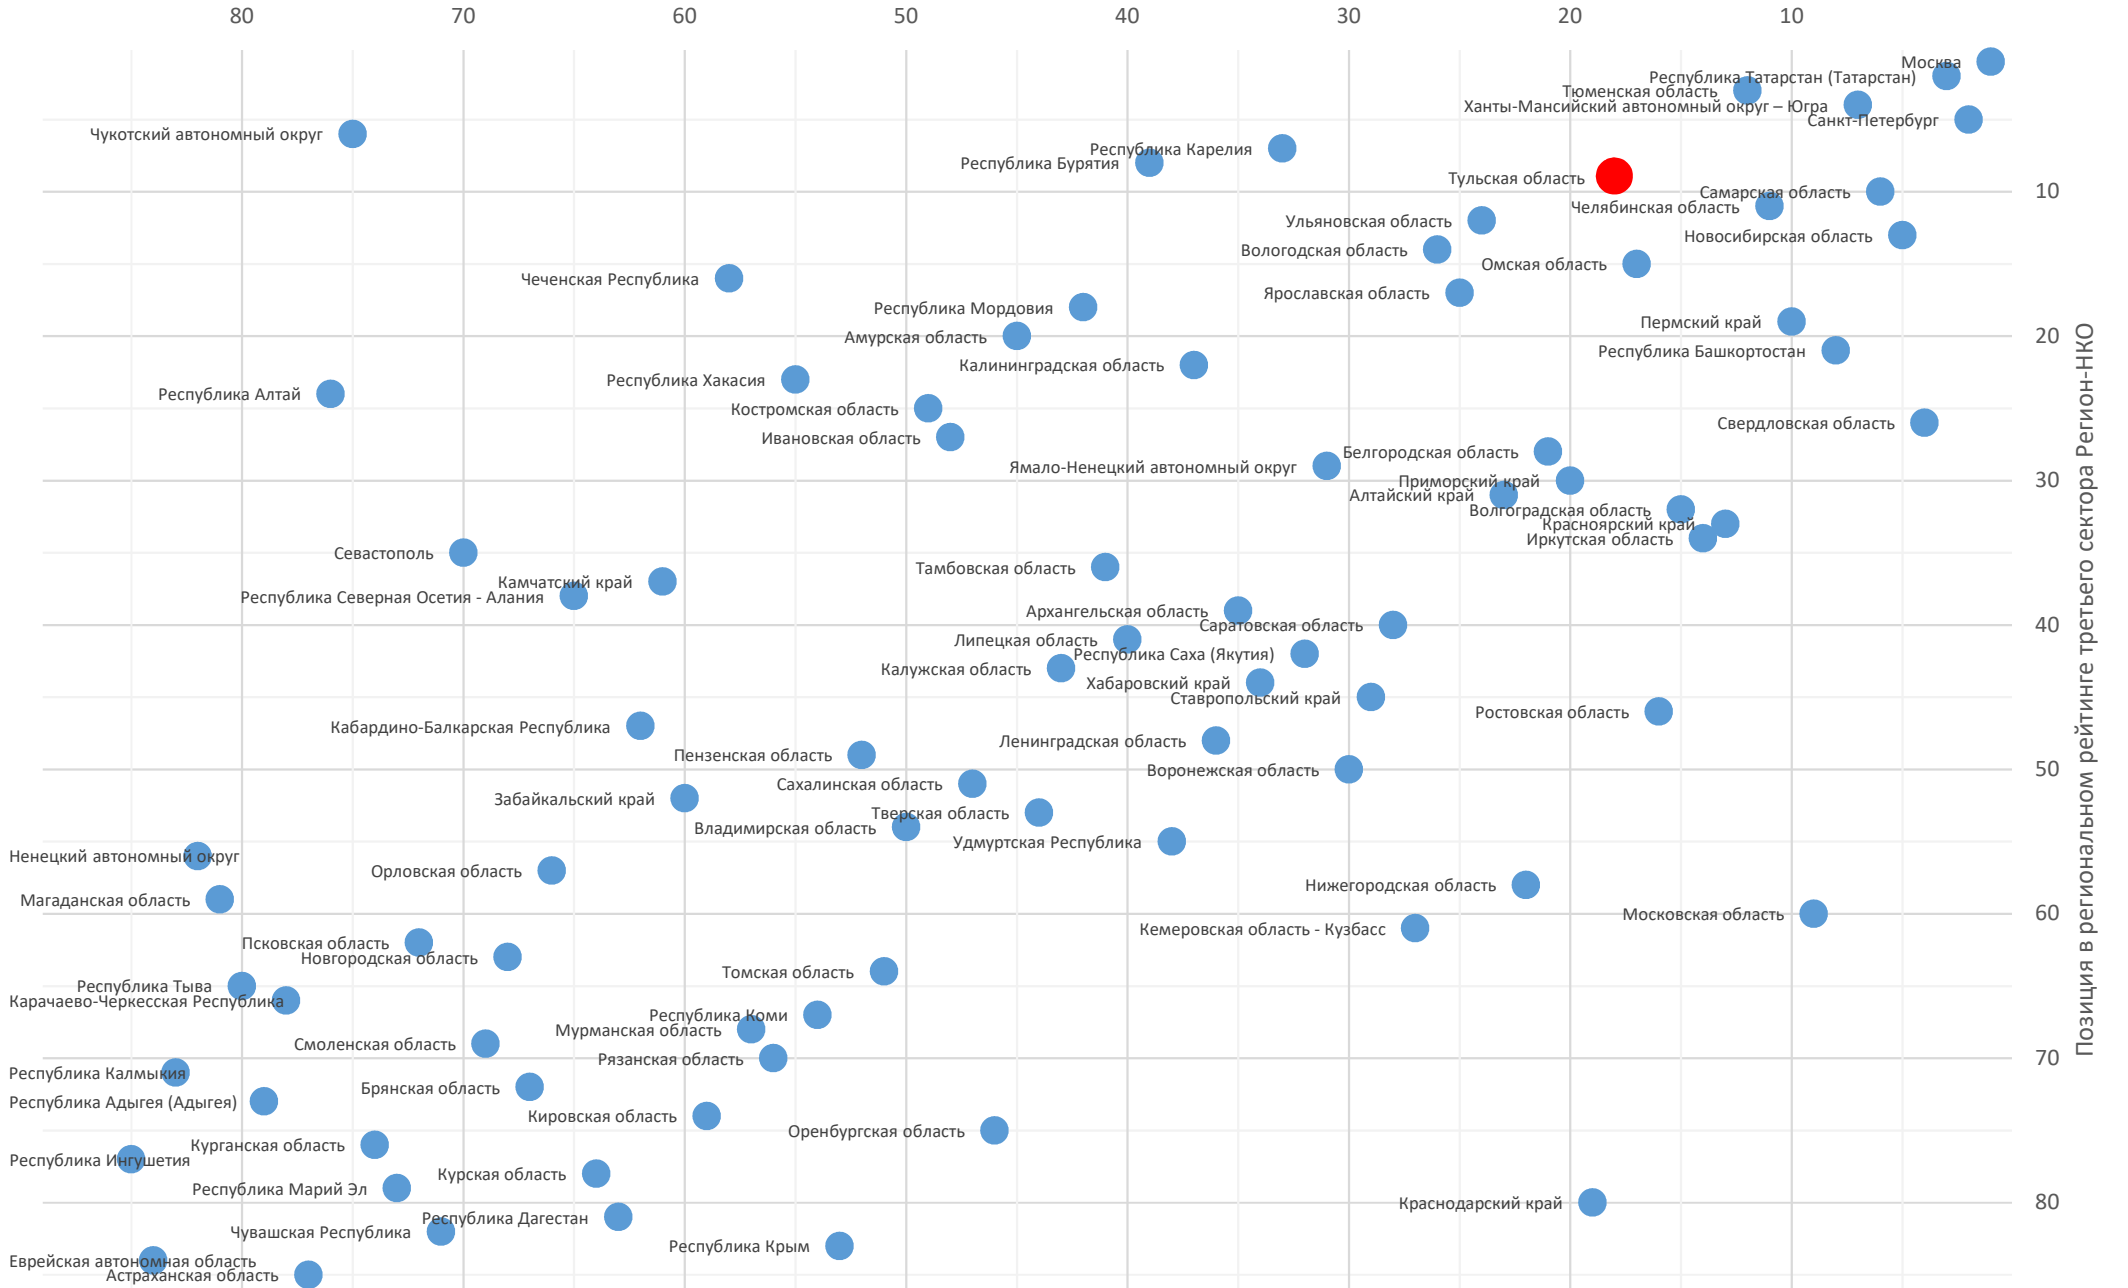 80 70 60 50 40 30 20 10
Москва
Республика Татарстан (Татарстан)
Тюменская область
Ханты-Мансийский автономный округ – Югра
Санкт-Петербург
Чукотский автономный округ
Республика Карелия
Республика Бурятия
Тульская область
10
Самарская область
Челябинская область
Ульяновская область
Новосибирская область
Вологодская область
Омская область
Чеченская Республика
Ярославская область
Республика Мордовия
Пермский край
20
Амурская область
Республика Башкортостан
Калининградская область
Республика Хакасия
Республика Алтай
Костромская область
Свердловская область
Ивановская область
Белгородская область
Ямало-Ненецкий автономный округ
30
Приморский край
Алтайский край
Волгоградская область
Красноярский край
Иркутская область
Севастополь
Тамбовская область
Камчатский край
Республика Северная Осетия - Алания
Архангельская область
40
Саратовская область
Липецкая область
Республика Саха (Якутия)
Калужская область
Хабаровский край
Ставропольский край
Ростовская область
Кабардино-Балкарская Республика
Ленинградская область
Пензенская область
50
Воронежская область
Сахалинская область
Забайкальский край
Тверская область
Владимирская область
Удмуртская Республика
Ненецкий автономный округ
Орловская область
Нижегородская область
Магаданская область
60
Московская область
Кемеровская область - Кузбасс
Псковская область
Новгородская область
Томская область
Республика Тыва
Карачаево-Черкесская Республика
Республика Коми
Мурманская область
Смоленская область
70
Рязанская область
Республика Калмыкия
Брянская область
Республика Адыгея (Адыгея)
Кировская область
Оренбургская область
Курганская область
Республика Ингушетия
Курская область
Республика Марий Эл
80
Краснодарский край
Республика Дагестан
Чувашская Республика
Республика Крым
Еврейская автономная область
Астраханская область
Позиция в региональном рейтинге третьего сектора Регион-НКО